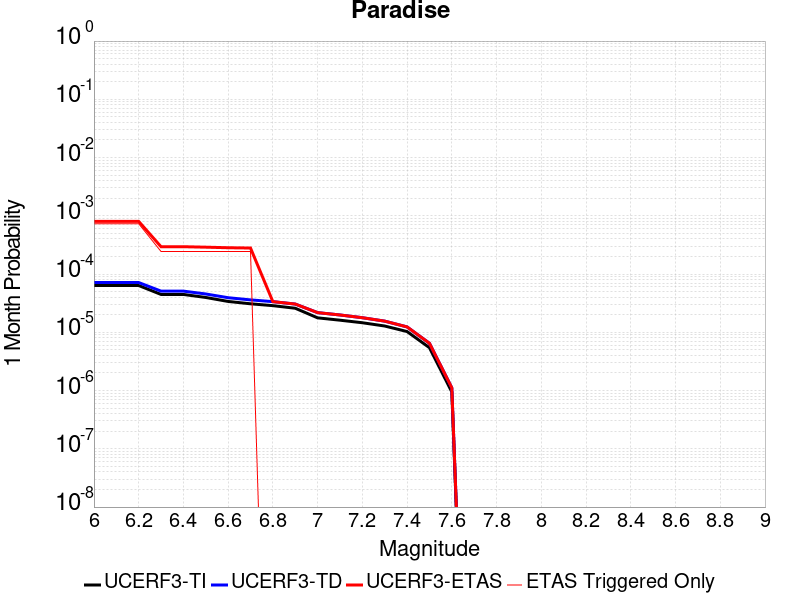 Paradise
10^0
10^-1
10^-2
10^-3
10^-4
10^-5
10^-6
10^-7
10^-8
1 Month Probability
6 6.2 6.4 6.6 6.8 7 7.2 7.4 7.6 7.8 8 8.2 8.4 8.6 8.8 9
Magnitude
UCERF3-TI UCERF3-TD UCERF3-ETAS ETAS Triggered Only